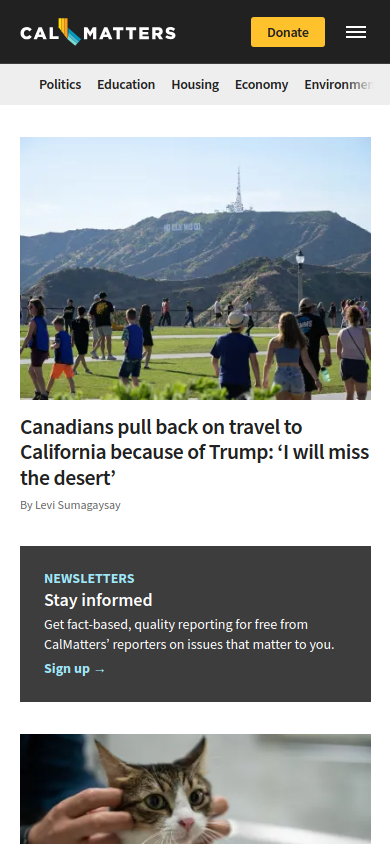 CAL MATTERS
Donate
Politics Education Housing Economy
Canadians pull back on travel to
California because of Trump: ‘I will miss
the desert’
By Levi Sumagaysay
NEWSLETTERS
Stay informed
Get fact-based, quality reporting for free from
CalMatters’ reporters on issues that matter to you.
Sign up →